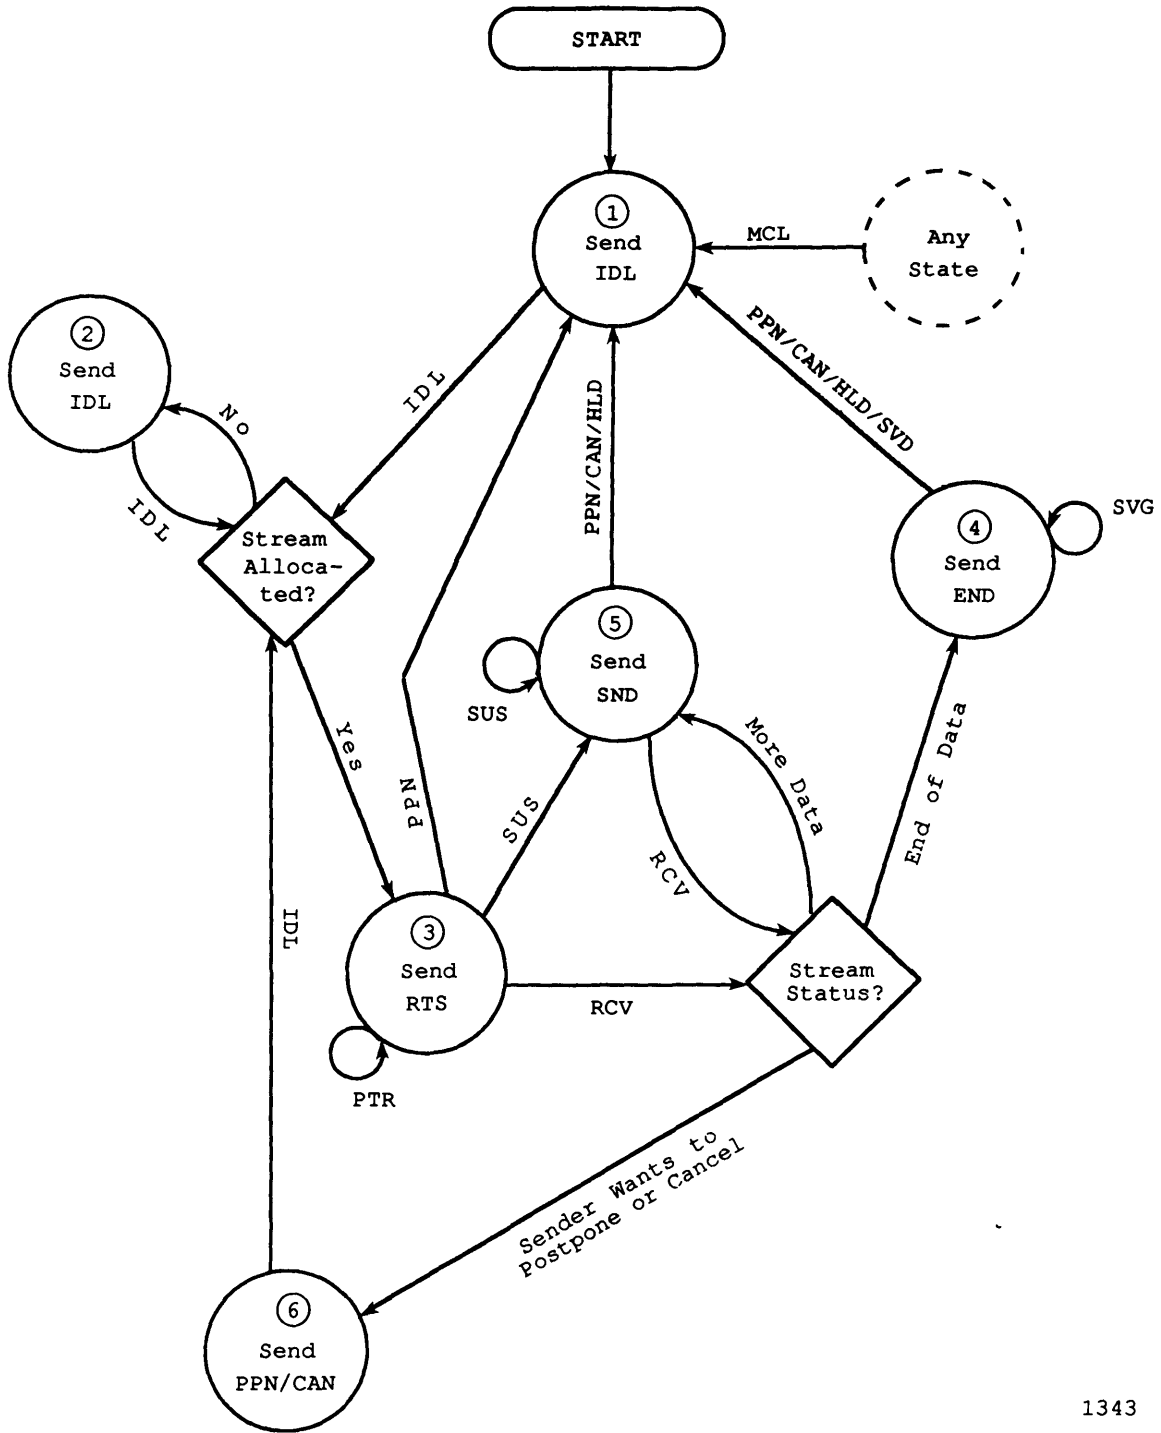 START
1
Send
IDL
MCL
Any
State
2
Send
IDL
No
IDL
IDL
PPN/CAN/HLD
PPN/CAN/HLD/SVD
Stream
Alloca-
ted?
4
Send
END
SVG
5
Send
SND
SUS
Yes
PPN
SUS
RCV
More Data
End of Data
IDL
3
Send
RTS
PTR
RCV
Stream
Status?
Sender Wants to
Postpone or Cancel
6
Send
PPN/CAN
1343